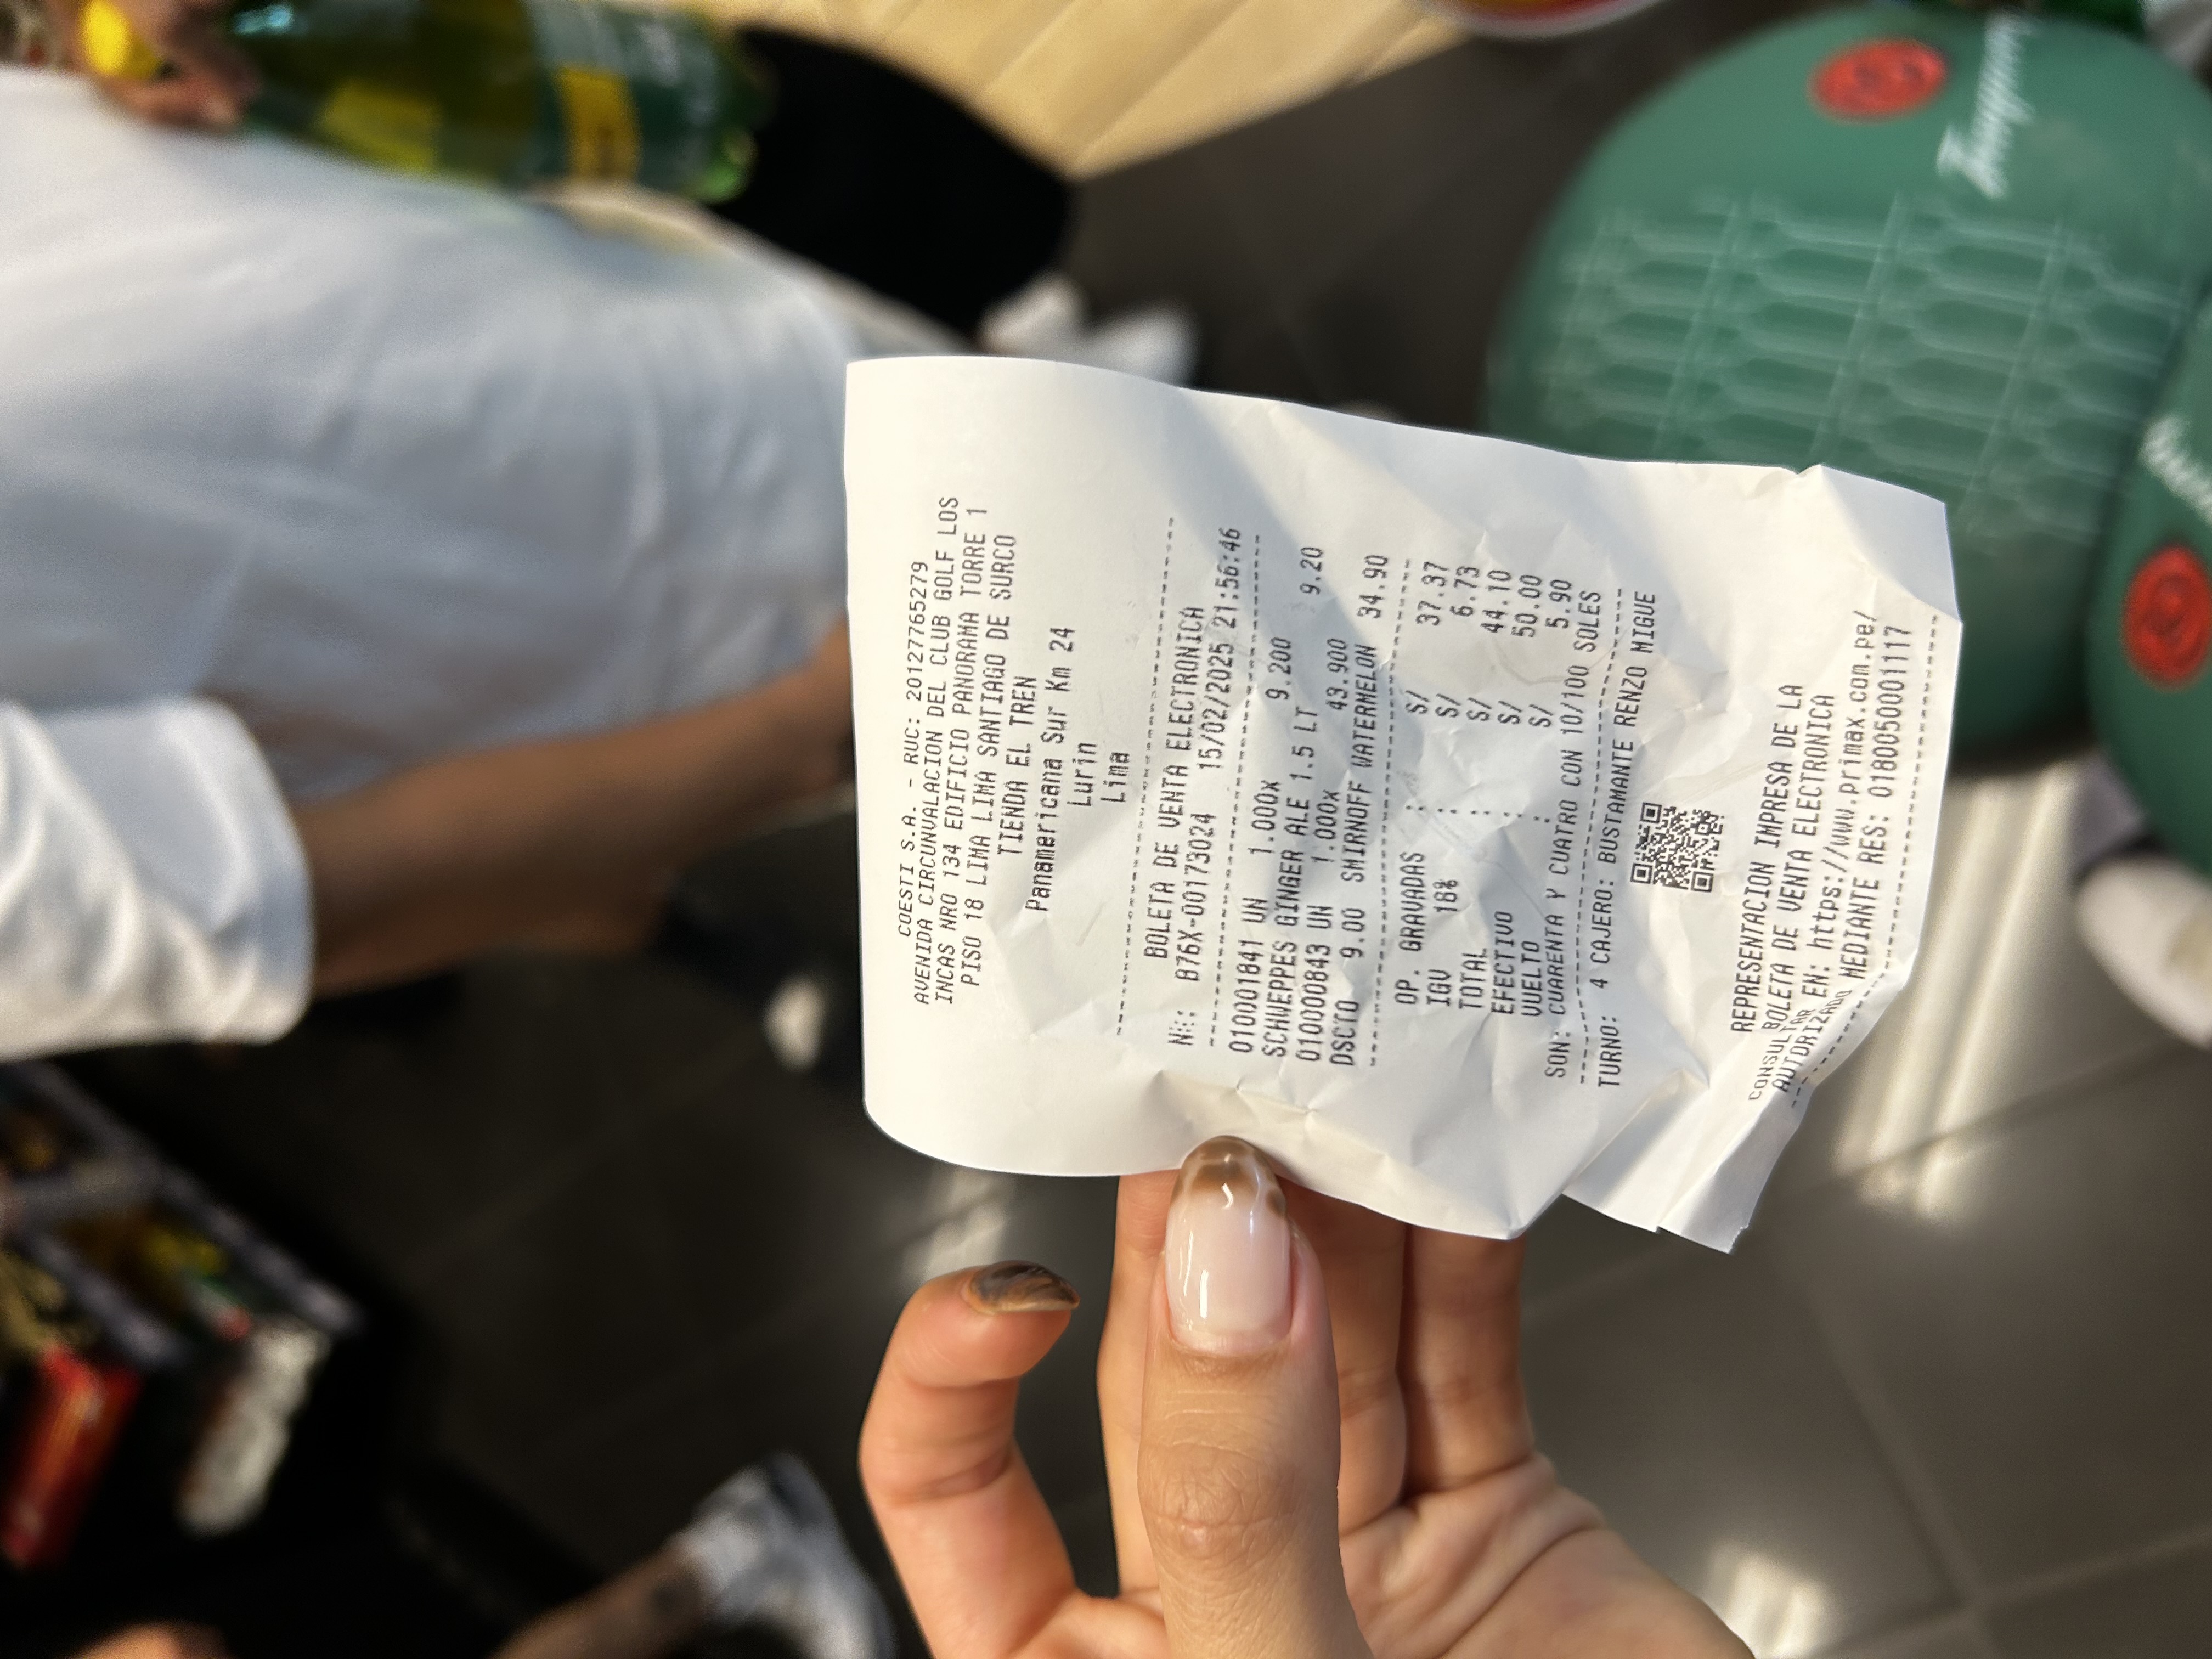 COESTI S.A. - RUC: 20127765279
AVENIDA CIRCUNVALACION DEL CLUB GOLF LOS
INCAS NRO 134 EDIFICIO PANORAMA TORRE 1
PISO 18 LIMA LIMA SANTIAGO DE SURCO
TIENDA EL TREN
Panamericana Sur Km 24
Lurin
Lima
BOLETA DE VENTA ELECTRONICA
B76X-00173024 15/02/2025 21:56:46
010001841 UN 1.000x 9.200
SCHWEPPES GINGER ALE 1.5 LT 9.20
010000843 UN 1.000x 43.900
DSCTO 9.00 SMIRNOFF WATERMELON 34.90
OP. GRAVADAS : S/ 37.37
IGV 18% : S/ 6.73
TOTAL : S/ 44.10
EFECTIVO : S/ 50.00
VUELTO : S/ 5.90
SON: CUARENTA Y CUATRO CON 10/100 SOLES
TURNO: 4 CAJERO: BUSTAMANTE RENZO MIGUE
REPRESENTACION IMPRESA DE LA
BOLETA DE VENTA ELECTRONICA
CONSULTAR EN: https://www.primax.com.pe/
AUTORIZADO MEDIANTE RES: 0180050001117